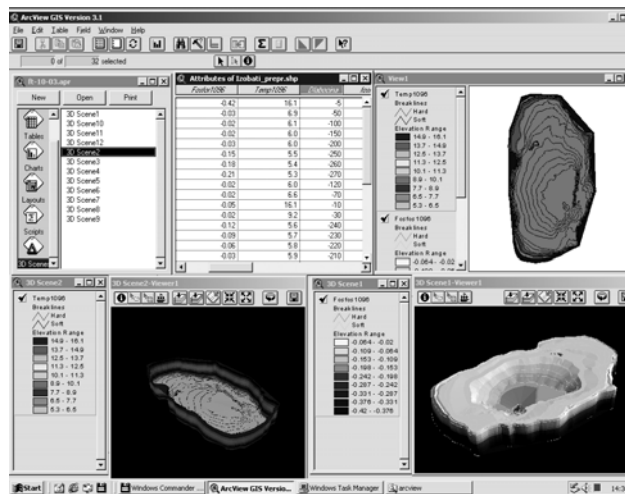 ArcView GIS Version 3.1
File Edit Table Field Window Help
0 of 32 selected
R-10-03.apr
New Open Print
3D Scene1
3D Scene10
3D Scene11
3D Scene12
3D Scene2
3D Scene3
3D Scene4
3D Scene5
3D Scene6
3D Scene7
3D Scene8
3D Scene9
Tables
Charts
Layouts
Scripts
3D Scene
Attributes of Izobati_prepr.shp
Fosfor1096 Temp1096
-0.42 16.1 -5
-0.03 6.9 -50
-0.02 6.1 -100
-0.02 6.0 -150
-0.03 6.0 -200
-0.15 5.5 -250
-0.18 5.4 -260
-0.21 5.3 -270
-0.02 6.0 -120
-0.02 6.6 -70
-0.05 16.1 -10
-0.02 9.2 -30
-0.12 5.6 -240
-0.09 5.7 -230
-0.06 5.8 -220
-0.03 5.9 -210
View1
Temp1096
Breaklines
Hard
Soft
Elevation Range
14.9 - 16.1
13.7 - 14.9
12.5 - 13.7
11.3 - 12.5
10.1 - 11.3
8.9 - 10.1
7.7 - 8.9
6.5 - 7.7
5.3 - 6.5
Fosfor1096
Breaklines
Hard
Soft
Elevation Range
-0.064 - -0.02
3D Scene2
Temp1096
Breaklines
Hard
Soft
Elevation Range
14.9 - 16.1
13.7 - 14.9
12.5 - 13.7
11.3 - 12.5
10.1 - 11.3
8.9 - 10.1
7.7 - 8.9
6.5 - 7.7
5.3 - 6.5
3D Scene2-Viewer1
3D Scene1
Fosfor1096
Breaklines
Hard
Soft
Elevation Range
-0.064 - -0.02
-0.109 - -0.064
-0.153 - -0.109
-0.198 - -0.153
-0.242 - -0.198
-0.287 - -0.242
-0.331 - -0.287
-0.376 - -0.331
-0.42 - -0.376
3D Scene1-Viewer1
Start Windows Commander ... ArcView GIS Versio... Windows Task Manager arcview